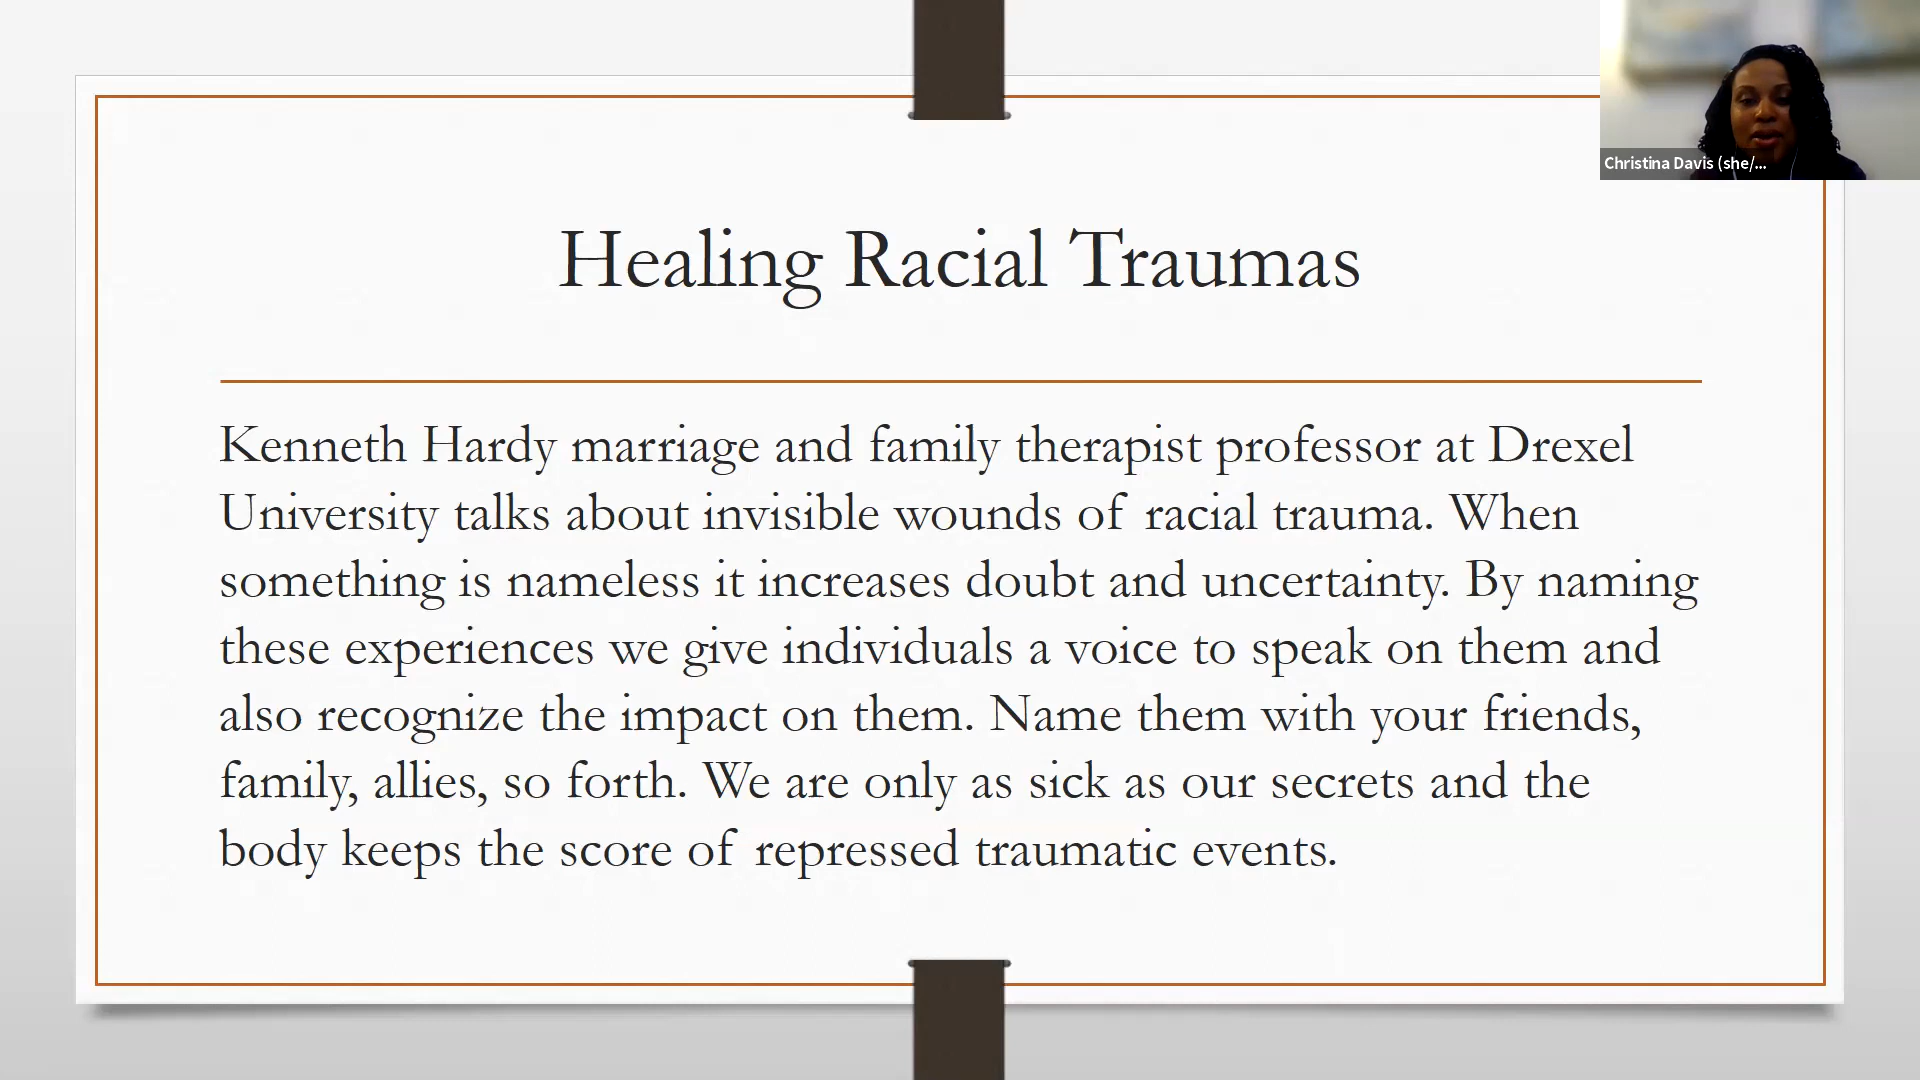 Christina Davis (she/...
Healing Racial Traumas
Kenneth Hardy marriage and family therapist professor at Drexel
University talks about invisible wounds of racial trauma. When
something is nameless it increases doubt and uncertainty. By naming
these experiences we give individuals a voice to speak on them and
also recognize the impact on them. Name them with your friends,
family, allies, so forth. We are only as sick as our secrets and the
body keeps the score of repressed traumatic events.